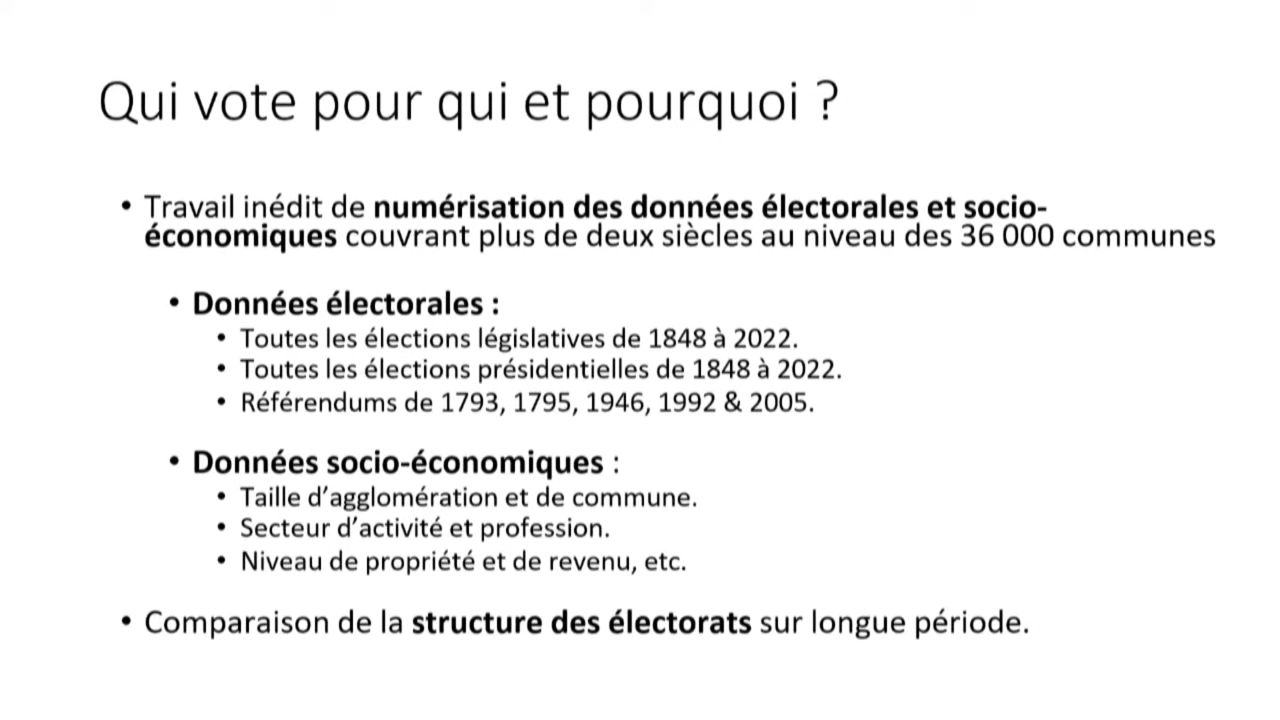 Qui vote pour qui et pourquoi ?
• Travail inédit de numérisation des données électorales et socio-
économiques couvrant plus de deux siècles au niveau des 36 000 communes
• Données électorales :
• Toutes les élections législatives de 1848 à 2022.
• Toutes les élections présidentielles de 1848 à 2022.
• Référendums de 1793, 1795, 1946, 1992 & 2005.
• Données socio-économiques :
• Taille d’agglomération et de commune.
• Secteur d’activité et profession.
• Niveau de propriété et de revenu, etc.
• Comparaison de la structure des électorats sur longue période.